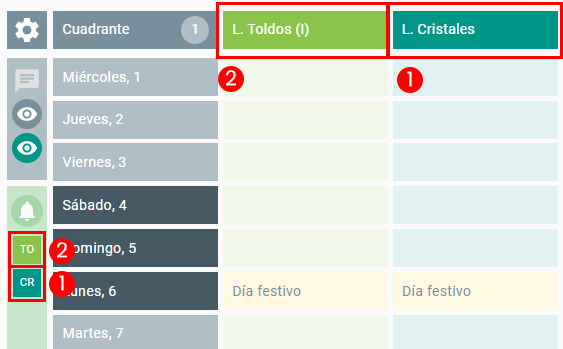 Cuadrante 1 L. Toldos (I) L. Cristales
Miércoles, 1 2 1
Jueves, 2
Viernes, 3
Sábado, 4
TO 2 omingo, 5
CR 1 unes, 6 Día festivo Día festivo
Martes, 7